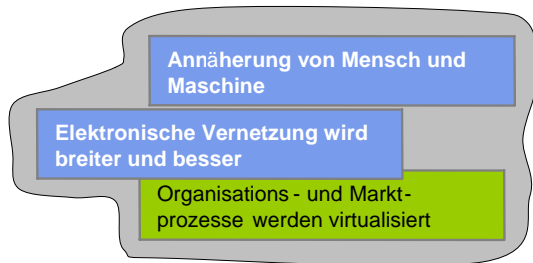 Annäherung von Mensch und
Maschine
Elektronische Vernetzung wird
breiter und besser
Organisations - und Markt-
prozesse werden virtualisiert